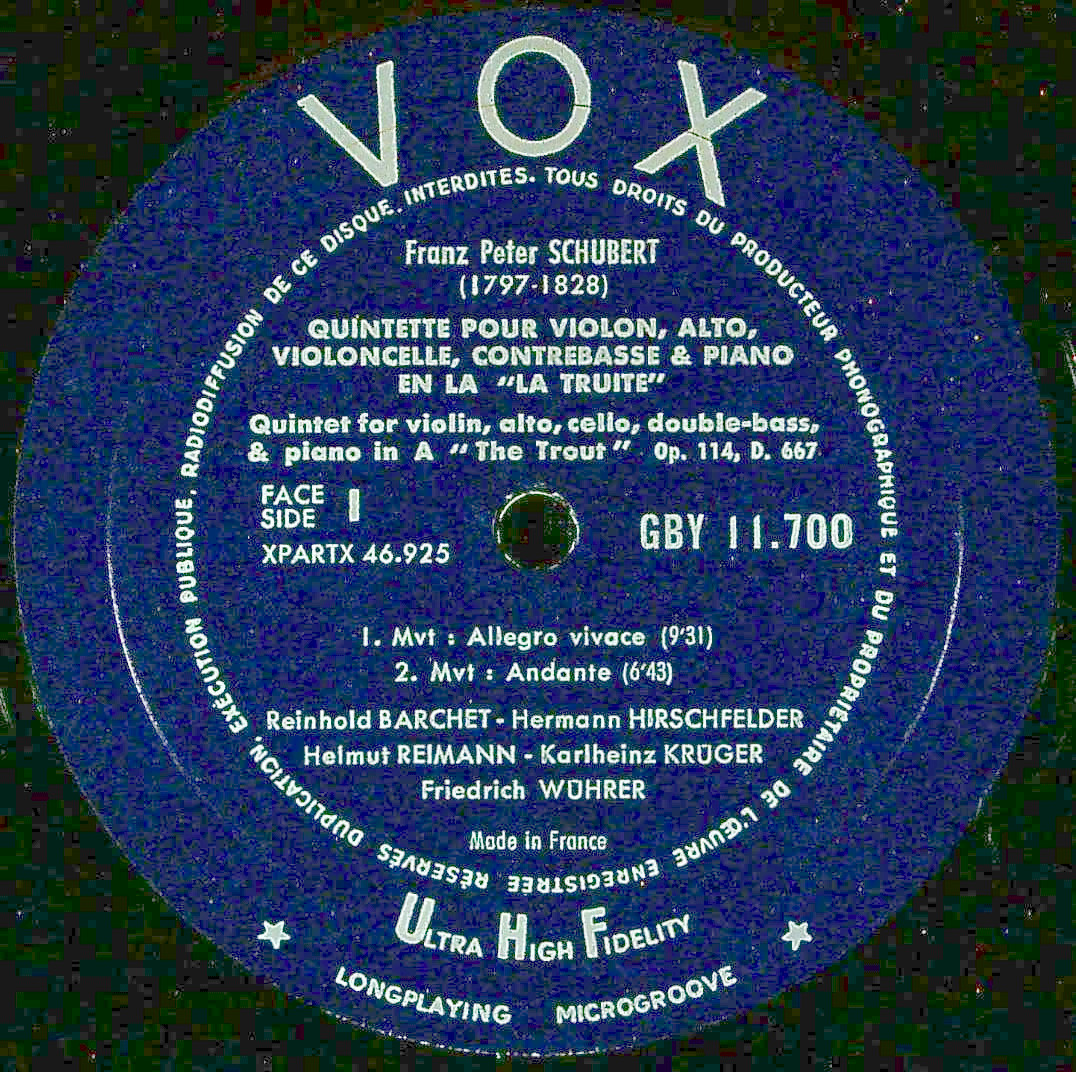 VOX
TOUS DROITS DU PRODUCTEUR PHONOGRAPHIQUE ET DU PROPRIÉTAIRE DE L'ŒUVRE ENREGISTREE RÉSERVÉS DUPLICATION, EXÉCUTION PUBLIQUE, RADIODIFFUSION DE CE DISQUE INTERDITES.
Franz Peter SCHUBERT
(1797-1828)
QUINTETTE POUR VIOLON, ALTO,
VIOLONCELLE, CONTREBASSE & PIANO
EN LA "LA TRUITE"
Quintet for violin, alto, cello, double-bass,
& piano in A "The Trout" Op. 114, D. 667
FACE
SIDE I
XPARTX 46.925
GBY 11.700
1. Mvt : Allegro vivace (9'31)
2. Mvt : Andante (6'43)
Reinhold BARCHET - Hermann HIRSCHFELDER
Helmut REIMANN - Karlheinz KRÜGER
Friedrich WÜHRER
Made in France
ULTRA HIGH FIDELITY
LONGPLAYING MICROGROOVE